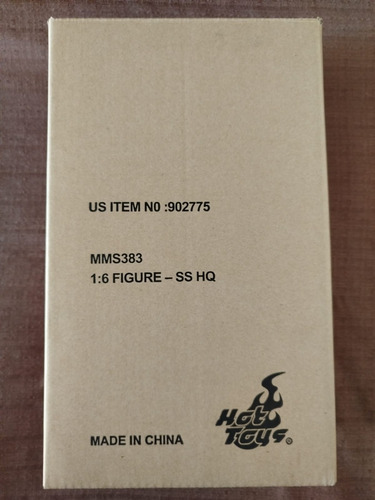 US ITEM N0 :902775
MMS383
1:6 FIGURE – SS HQ
Hot
Toys®
MADE IN CHINA